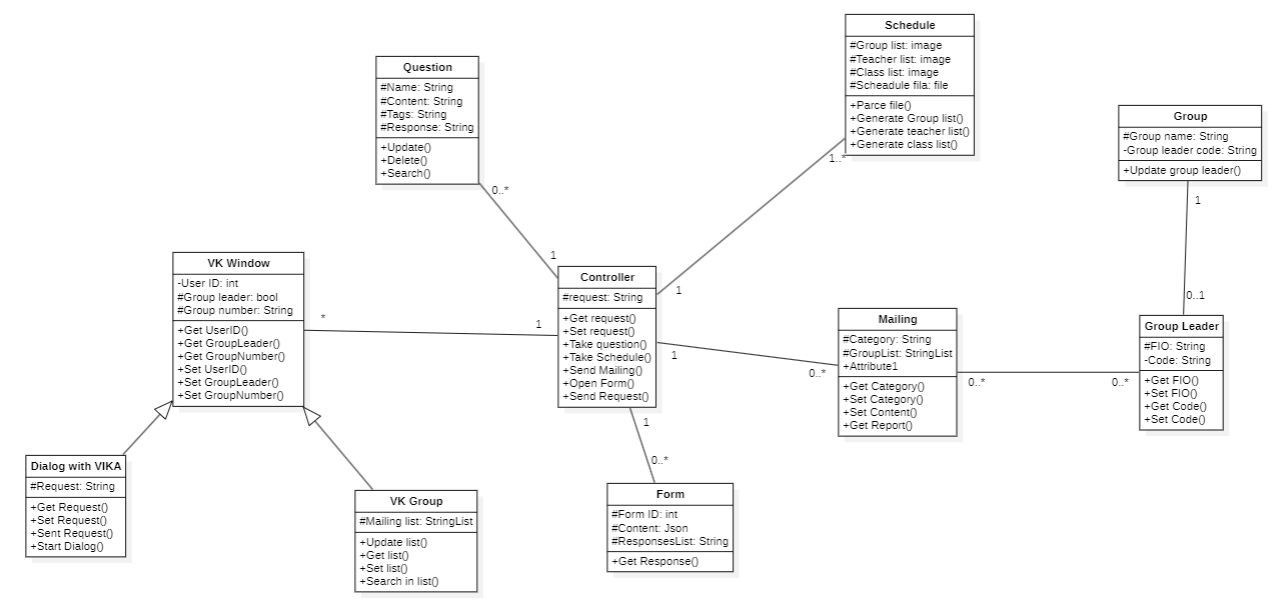 Schedule
#Group list: image
#Teacher list: image
#Class list: image
#Scheadule fila: file
+Parce file()
+Generate Group list()
+Generate teacher list()
+Generate class list()
1..*
Question
#Name: String
#Content: String
#Tags: String
#Response: String
+Update()
+Delete()
+Search()
0..*
Group
#Group name: String
-Group leader code: String
+Update group leader()
1
VK Window
-User ID: int
#Group leader: bool
#Group number: String
+Get UserID()
+Get GroupLeader()
+Get GroupNumber()
+Set UserID()
+Set GroupLeader()
+Set GroupNumber()
*
1
1
Controller
#request: String
+Get request()
+Set request()
+Take question()
+Take Schedule()
+Send Mailing()
+Open Form()
+Send Request()
1
1
1
Mailing
#Category: String
#GroupList: StringList
+Attribute1
+Get Category()
+Set Category()
+Set Content()
+Get Report()
0..*
0..*
0..1
Group Leader
#FIO: String
-Code: String
+Get FIO()
+Set FIO()
+Get Code()
+Set Code()
0..*
Dialog with VIKA
#Request: String
+Get Request()
+Set Request()
+Sent Request()
+Start Dialog()
VK Group
#Mailing list: StringList
+Update list()
+Get list()
+Set list()
+Search in list()
0..*
Form
#Form ID: int
#Content: Json
#ResponsesList: String
+Get Response()